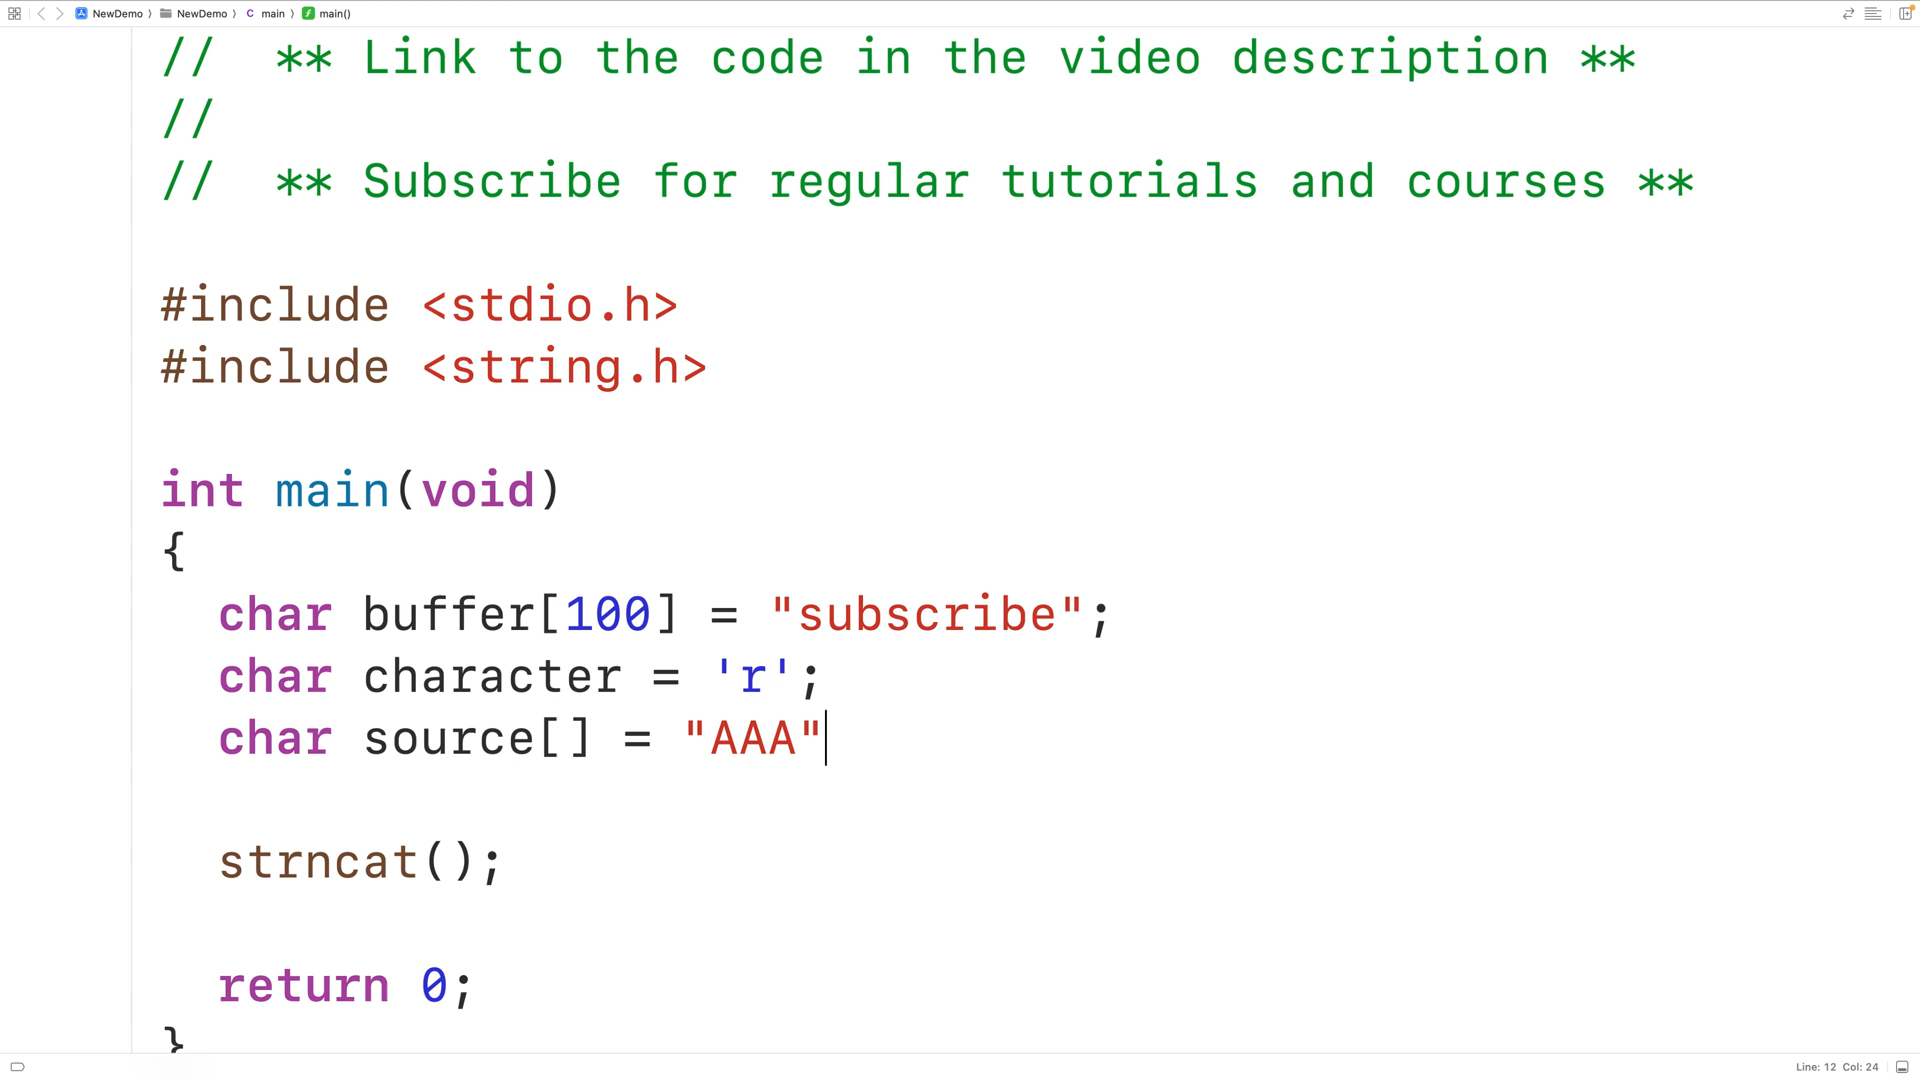 NewDemo 〉 NewDemo 〉 C main 〉 f main()
//  ** Link to the code in the video description **
//
//  ** Subscribe for regular tutorials and courses **
#include <stdio.h>
#include <string.h>
int main(void)
{
  char buffer[100] = "subscribe";
  char character = 'r';
  char source[] = "AAA"
  strncat();
  return 0;
}
Line: 12 Col: 24